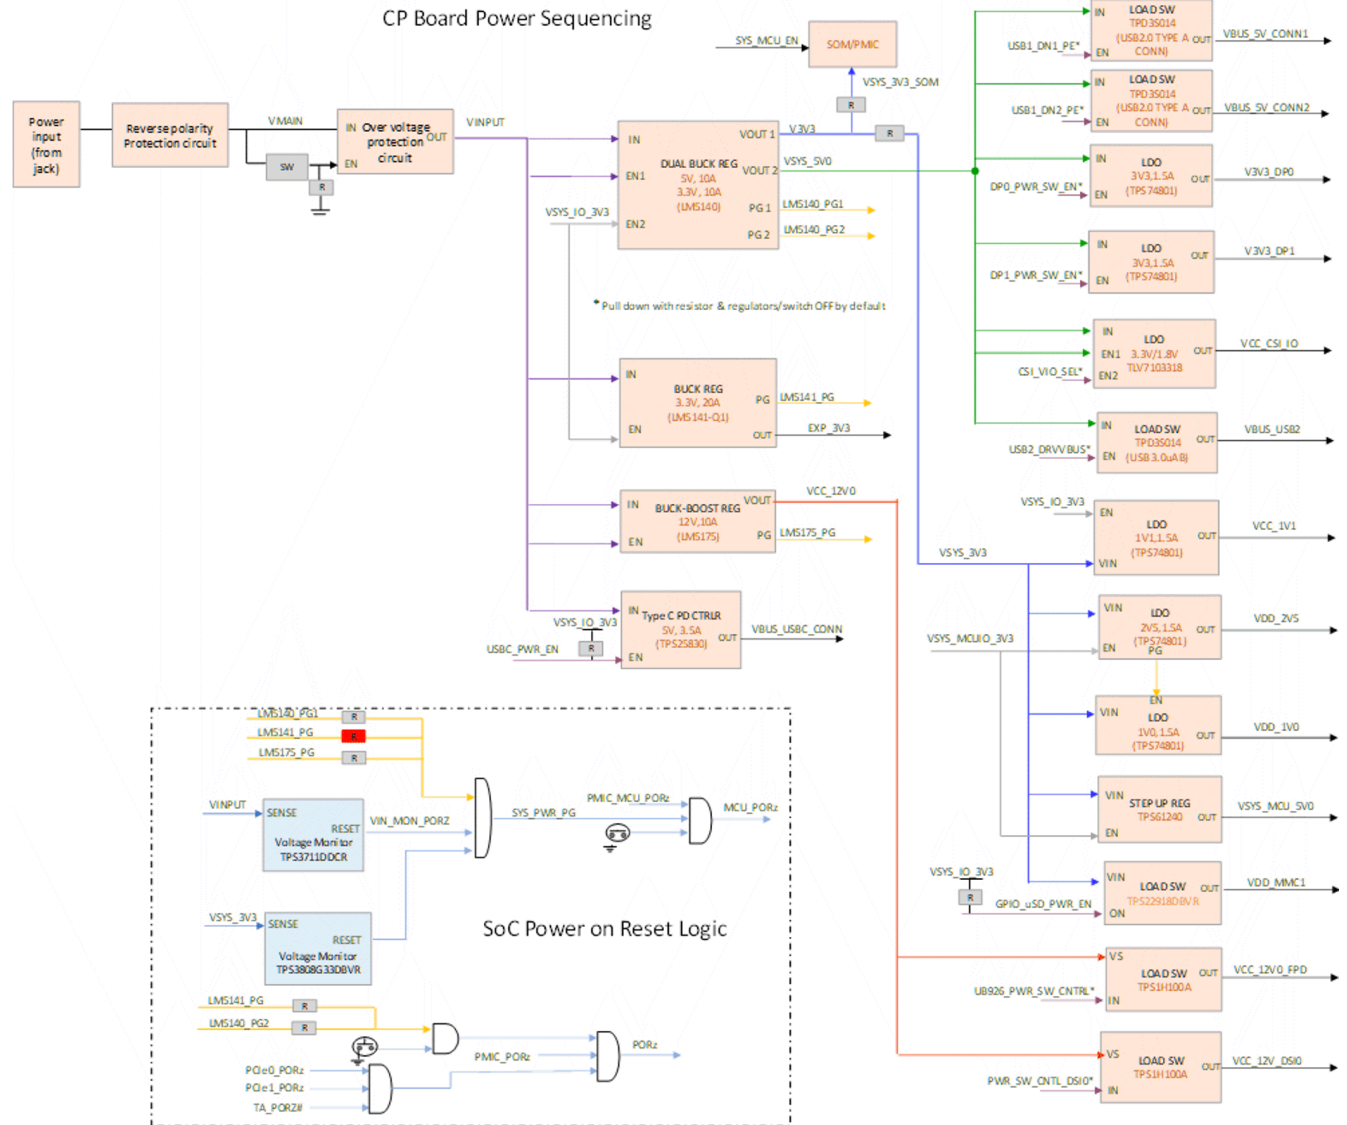 CP Board Power Sequencing
Power
input
(from
jack)
Reverse polarity
Protection circuit
VMAIN
SW
R
IN
EN
OUT
Over voltage
protection
circuit
VINPUT
SYS_MCU_EN
SOM/PMIC
VSYS_3V3_SOM
R
IN
EN1
EN2
VSYS_IO_3V3
DUAL BUCK REG
5V, 10A
3.3V, 10A
(LM5140)
VOUT 1
VOUT 2
PG 1
PG 2
V3V3
R
VSYS_5V0
LM5140_PG1
LM5140_PG2
* Pull down with resistor & regulators/switch OFF by default
IN
EN
BUCK REG
3.3V, 20A
(LM5141-Q1)
PG
OUT
LM5141_PG
EXP_3V3
IN
EN
BUCK-BOOST REG
12V,10A
(LM5175)
VOUT
PG
VCC_12V0
LM5175_PG
IN
EN
Type C PD CTRLR
5V, 3.5A
(TPS25830)
OUT
VSYS_IO_3V3
R
USBC_PWR_EN
VBUS_USBC_CONN
IN
EN
LOAD SW
TPD3S014
(USB2.0 TYPE A
CONN)
OUT
USB1_DN1_PE*
VBUS_5V_CONN1
IN
EN
LOAD SW
TPD3S014
(USB2.0 TYPE A
CONN)
OUT
USB1_DN2_PE*
VBUS_5V_CONN2
IN
EN
LDO
3V3,1.5A
(TPS74801)
OUT
DP0_PWR_SW_EN*
V3V3_DP0
IN
EN
LDO
3V3,1.5A
(TPS74801)
OUT
DP1_PWR_SW_EN*
V3V3_DP1
IN
EN1
EN2
LDO
3.3V/1.8V
TLV7103318
OUT
CSI_VIO_SEL*
VCC_CSI_IO
IN
EN
LOAD SW
TPD3S014
(USB3.0uAB)
OUT
USB2_DRVVBUS*
VBUS_USB2
VSYS_IO_3V3
EN
VIN
LDO
1V1,1.5A
(TPS74801)
OUT
VCC_1V1
VSYS_3V3
VIN
EN
LDO
2V5,1.5A
(TPS74801)
PG
OUT
VDD_2V5
VSYS_MCUIO_3V3
EN
VIN
LDO
1V0,1.5A
(TPS74801)
OUT
VDD_1V0
VIN
EN
STEP UP REG
TPS61240
OUT
VSYS_MCU_5V0
VIN
ON
LOAD SW
TPS22918DBVR
OUT
VSYS_IO_3V3
R
GPIO_uSD_PWR_EN
VDD_MMC1
VS
IN
LOAD SW
TPS1H100A
OUT
UB926_PWR_SW_CNTRL*
VCC_12V0_FPD
VS
IN
LOAD SW
TPS1H100A
OUT
PWR_SW_CNTL_DSI0*
VCC_12V_DSI0
LM5140_PG1
R
LM5141_PG
R
LM5175_PG
R
VINPUT
SENSE
RESET
Voltage Monitor
TPS3711DDCR
VIN_MON_PORZ
SYS_PWR_PG
PMIC_MCU_PORz
MCU_PORz
VSYS_3V3
SENSE
RESET
Voltage Monitor
TPS3808G33DBVR
SoC Power on Reset Logic
LM5141_PG
R
LM5140_PG2
R
PMIC_PORz
PORz
PCIe0_PORz
PCIe1_PORz
TA_PORZ#